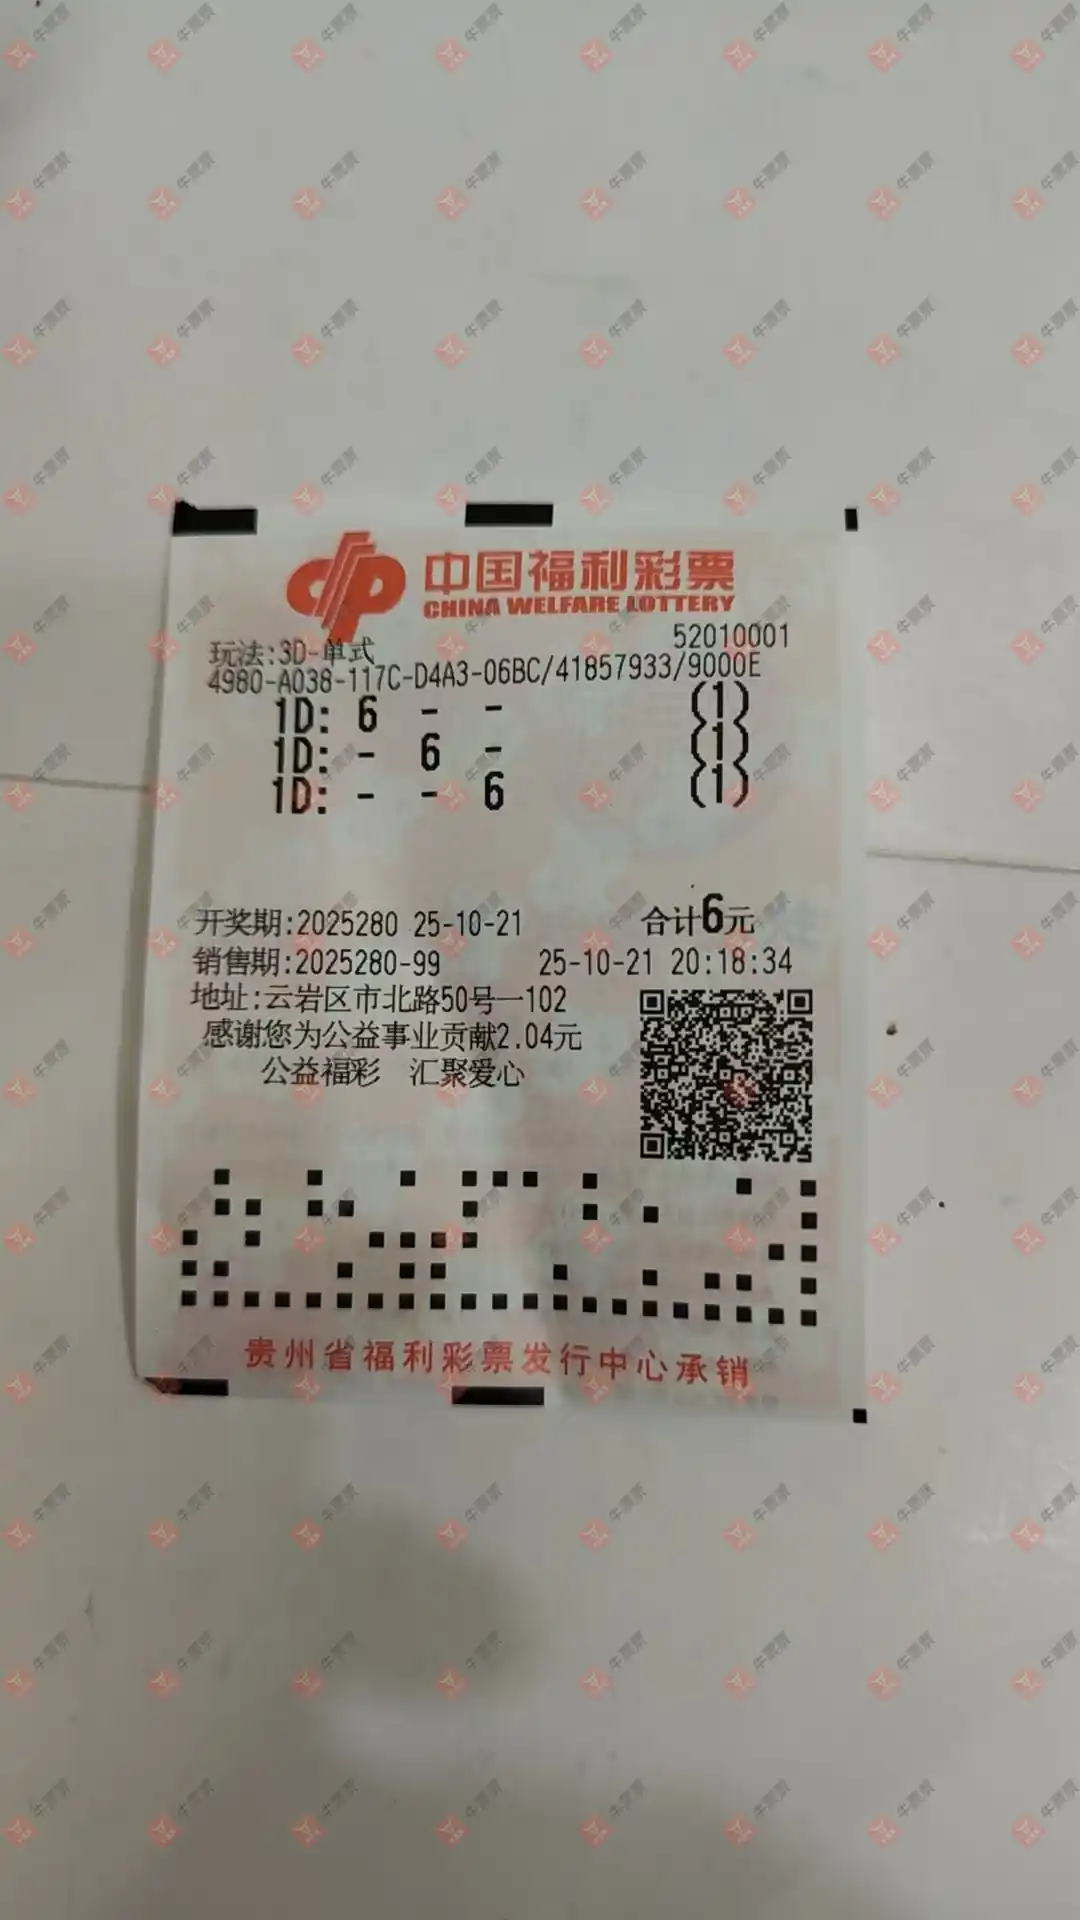 中国福利彩票
CHINA WELFARE LOTTERY
52010001
玩法:3D-单式
4980-A038-117C-D4A3-06BC/41857933/9000E
1D: 6 - - (1)
1D: - 6 - (1)
1D: - - 6 (1)
开奖期:2025280 25-10-21 合计6元
销售期:2025280-99 25-10-21 20:18:34
地址:云岩区市北路50号一102
感谢您为公益事业贡献2.04元
公益福彩 汇聚爱心
贵州省福利彩票发行中心承销
牛票票